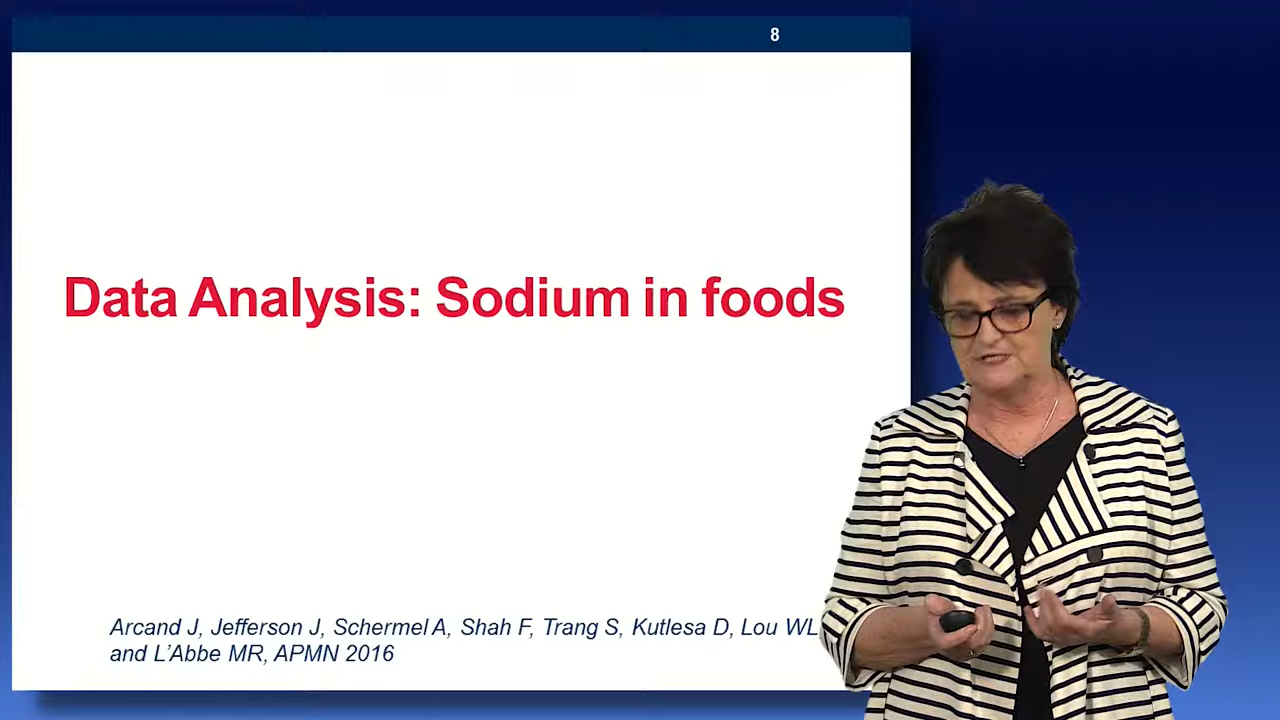 8
Data Analysis: Sodium in foods
Arcand J, Jefferson J, Schermel A, Shah F, Trang S, Kutlesa D, Lou WL
and L'Abbe MR, APMN 2016